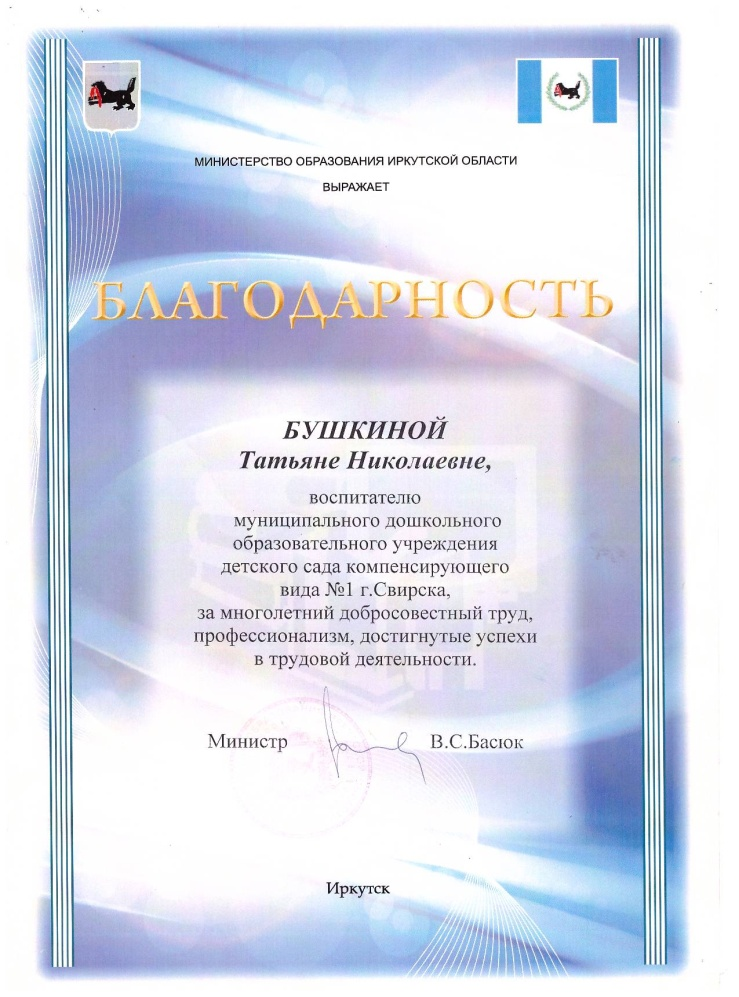 МИНИСТЕРСТВО ОБРАЗОВАНИЯ ИРКУТСКОЙ ОБЛАСТИ
ВЫРАЖАЕТ
БЛАГОДАРНОСТЬ
БУШКИНОЙ
Татьяне Николаевне,
воспитателю
муниципального дошкольного
образовательного учреждения
детского сада компенсирующего
вида №1 г.Свирска,
за многолетний добросовестный труд,
профессионализм, достигнутые успехи
в трудовой деятельности.
Министр В.С.Басюк
Иркутск